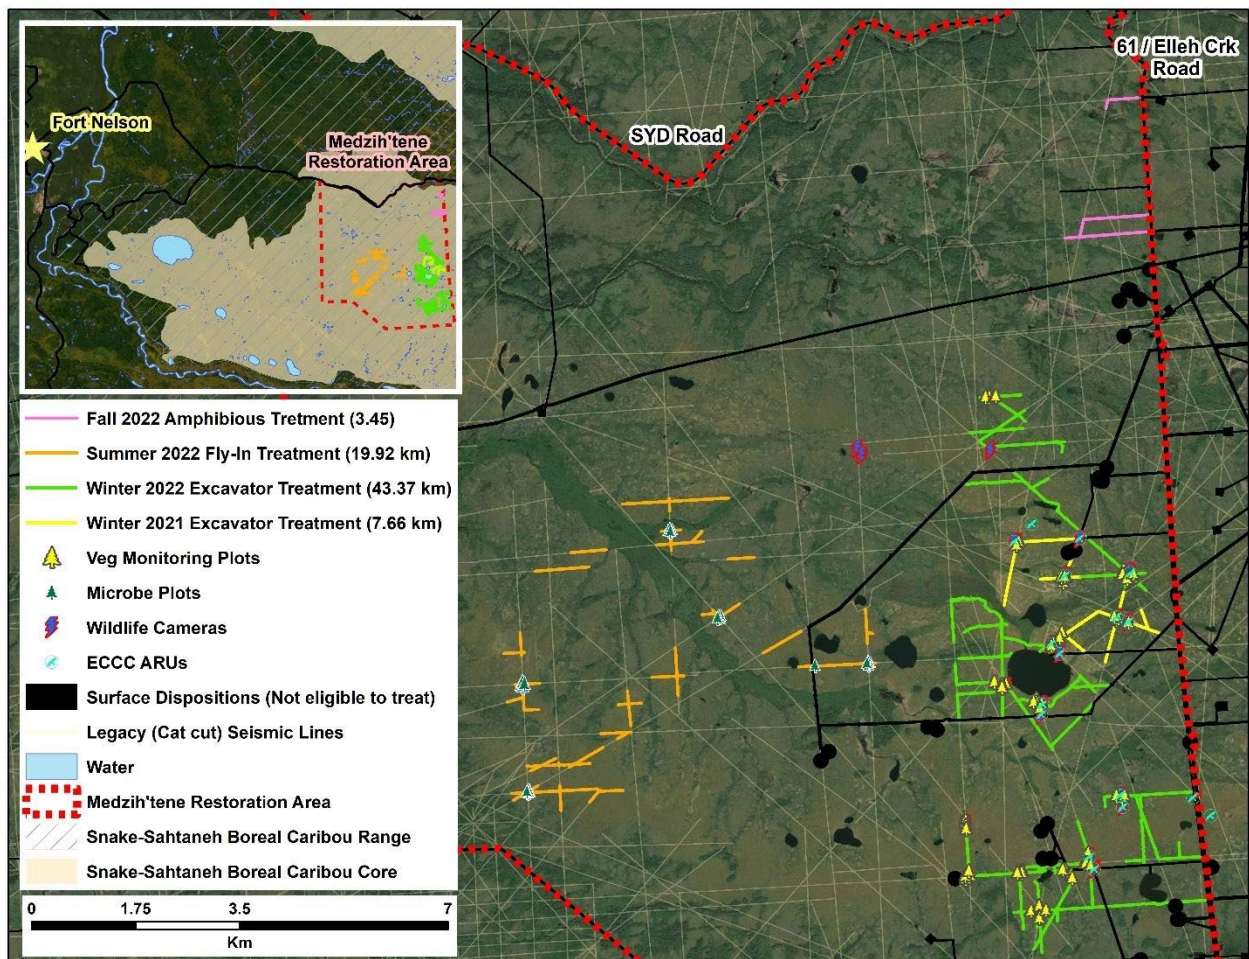 Fort Nelson
Medzih'tene
Restoration Area
SYD Road
61 / Elleh Crk
Road
Fall 2022 Amphibious Tretment (3.45)
Summer 2022 Fly-In Treatment (19.92 km)
Winter 2022 Excavator Treatment (43.37 km)
Winter 2021 Excavator Treatment (7.66 km)
Veg Monitoring Plots
Microbe Plots
Wildlife Cameras
ECCC ARUs
Surface Dispositions (Not eligible to treat)
Legacy (Cat cut) Seismic Lines
Water
Medzih'tene Restoration Area
Snake-Sahtaneh Boreal Caribou Range
Snake-Sahtaneh Boreal Caribou Core
0 1.75 3.5 7
Km